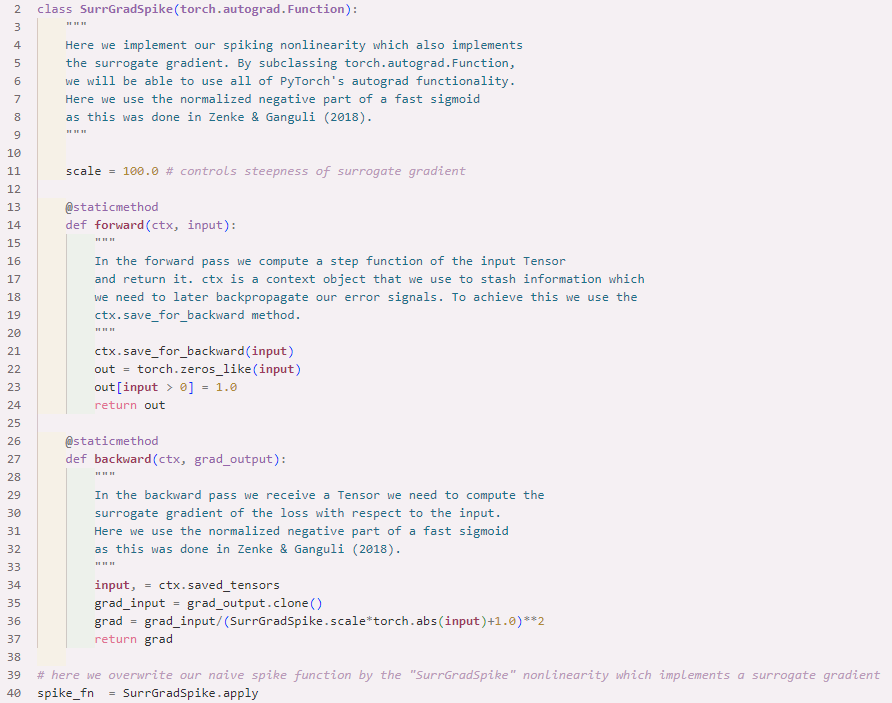 2 class SurrGradSpike(torch.autograd.Function):
3     """
4     Here we implement our spiking nonlinearity which also implements
5     the surrogate gradient. By subclassing torch.autograd.Function,
6     we will be able to use all of PyTorch's autograd functionality.
7     Here we use the normalized negative part of a fast sigmoid
8     as this was done in Zenke & Ganguli (2018).
9     """
10
11     scale = 100.0 # controls steepness of surrogate gradient
12
13     @staticmethod
14     def forward(ctx, input):
15         """
16         In the forward pass we compute a step function of the input Tensor
17         and return it. ctx is a context object that we use to stash information which
18         we need to later backpropagate our error signals. To achieve this we use the
19         ctx.save_for_backward method.
20         """
21         ctx.save_for_backward(input)
22         out = torch.zeros_like(input)
23         out[input > 0] = 1.0
24         return out
25
26     @staticmethod
27     def backward(ctx, grad_output):
28         """
29         In the backward pass we receive a Tensor we need to compute the
30         surrogate gradient of the loss with respect to the input.
31         Here we use the normalized negative part of a fast sigmoid
32         as this was done in Zenke & Ganguli (2018).
33         """
34         input, = ctx.saved_tensors
35         grad_input = grad_output.clone()
36         grad = grad_input/(SurrGradSpike.scale*torch.abs(input)+1.0)**2
37         return grad
38
39 # here we overwrite our naive spike function by the "SurrGradSpike" nonlinearity which implements a surrogate gradient
40 spike_fn  = SurrGradSpike.apply